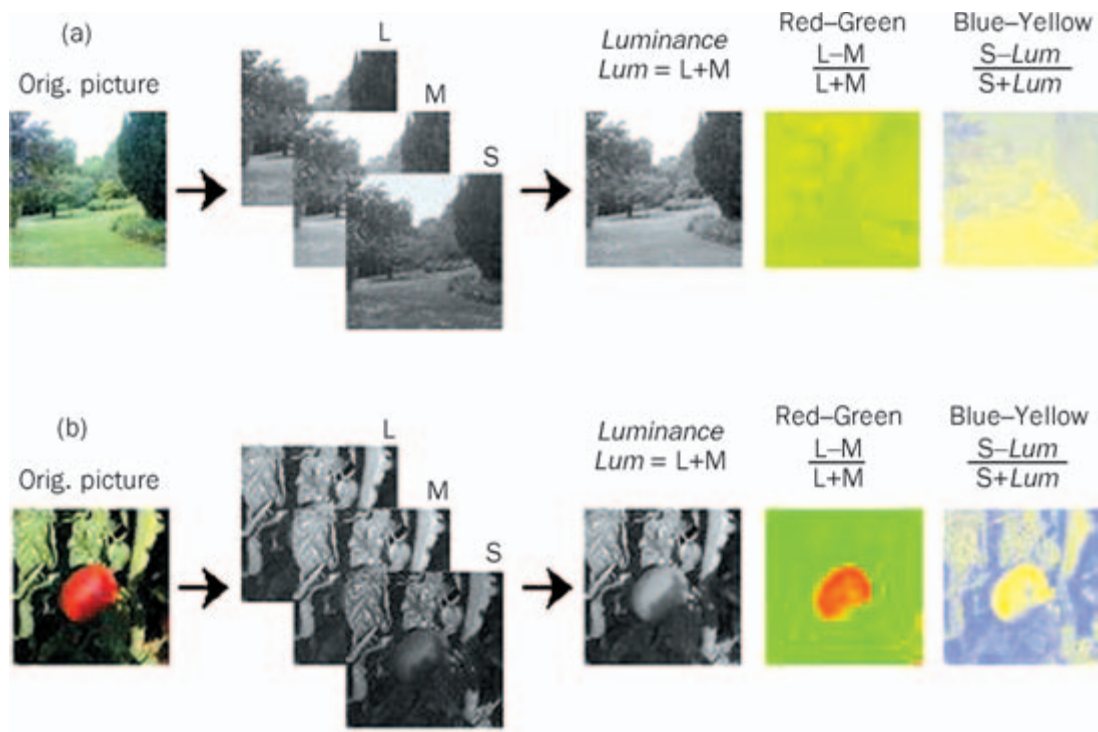 (a)
Orig. picture
L
M
S
Luminance
Lum = L+M
Red–Green
L–M
L+M
Blue–Yellow
S–Lum
S+Lum
(b)
Orig. picture
L
M
S
Luminance
Lum = L+M
Red–Green
L–M
L+M
Blue–Yellow
S–Lum
S+Lum